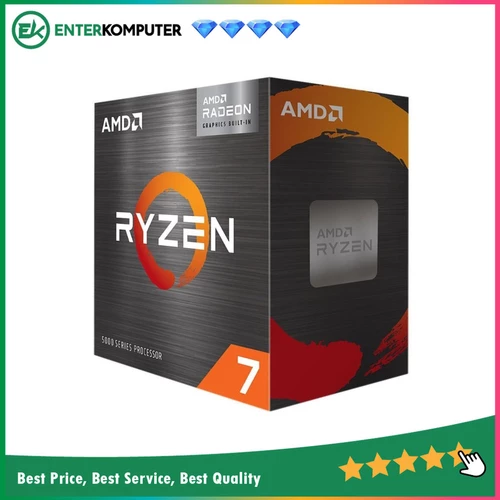 EK ENTERKOMPUTER
AMD
AMD
RADEON
GRAPHICS BUILT-IN
AMD
RYZEN
AMD
RYZEN
5000 SERIES PROCESSOR
7
Best Price, Best Service, Best Quality